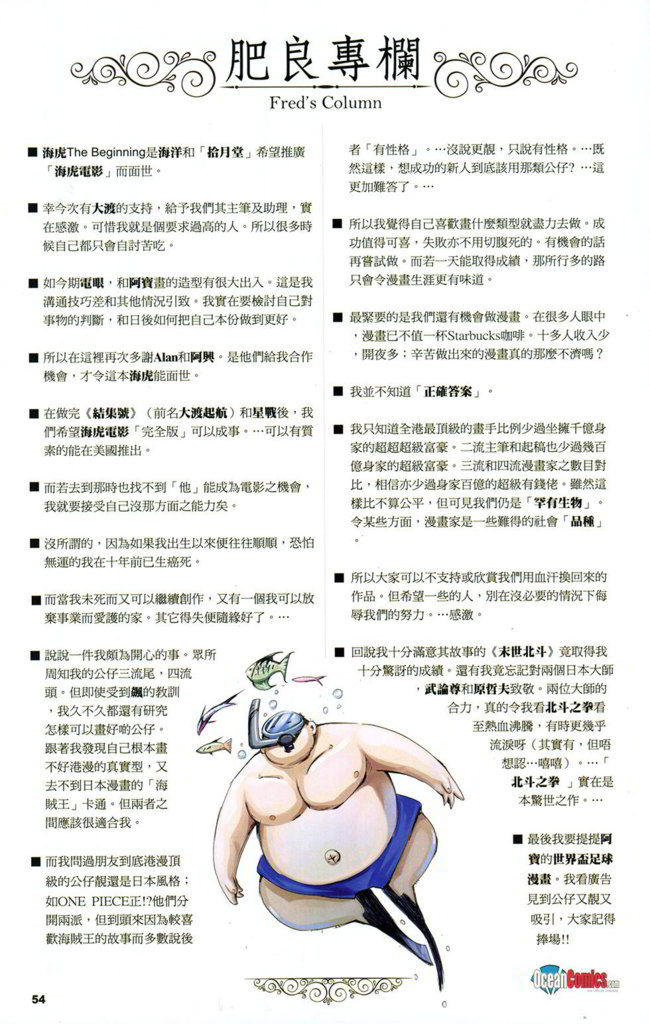 肥良專欄
Fred's Column
■ 海虎The Beginning是海洋和「拾月堂」希望推廣
「海虎電影」而面世。
■ 幸今次有大渡的支持，給予我們其主筆及助理，實
在感激。可惜我就是個要求過高的人。所以很多時
候自己都只會自討苦吃。
■ 如今期電眼，和阿寶畫的造型有很大出入。這是我
溝通技巧差和其他情況引致。我實在要檢討自己對
事物的判斷，和日後如何把自己本份做到更好。
■ 所以在這裡再次多謝Alan和阿興。是他們給我合作
機會，才令這本海虎能面世。
■ 在做完《結集號》（前名大渡起航）和星戰後，我
們希望海虎電影「完全版」可以成事。…可以有質
素的能在美國推出。
■ 而若去到那時也找不到「他」能成為電影之機會，
我就要接受自己沒那方面之能力矣。
■ 沒所謂的，因為如果我出生以來便往往順順，恐怕
無運的我在十年前已生癌死。
■ 而當我未死而又可以繼續創作，又有一個我可以放
棄事業而愛護的家。其它得失便隨緣好了。…
■ 說說一件我頗為開心的事。眾所
周知我的公仔三流尾，四流
頭。但即使受到飆的教訓
，我久不久都還有研究
怎樣可以畫好啲公仔。
跟著我發現自己根本畫
不好港漫的真實型，又
去不到日本漫畫的「海
賊王」卡通。但兩者之
間應該很適合我。
■ 而我問過朋友到底港漫頂
級的公仔靚還是日本風格；
如ONE PIECE正!?他們分
開兩派，但到頭來因為較喜
歡海賊王的故事而多數說後
者「有性格」。…沒說更靚，只說有性格。…既
然這樣，想成功的新人到底該用那類公仔？…這
更加難答了。…
■ 所以我覺得自己喜歡畫什麼類型就盡力去做。成
功值得可喜，失敗亦不用切腹死的。有機會的話
再嘗試做。而若一天能取得成績，那所行多的路
只會令漫畫生涯更有味道。
■ 最緊要的是我們還有機會做漫畫。在很多人眼中
，漫畫已不值一杯Starbucks咖啡。十多人收入少
，開夜多；辛苦做出來的漫畫真的那麼不濟嗎？
■ 我並不知道「正確答案」。
■ 我只知道全港最頂級的畫手比例少過坐擁千億身
家的超超超級富豪。二流主筆和起稿也少過幾百
億身家的超級富豪。三流和四流漫畫家之數目對
比，相信亦少過身家百億的超級有錢佬。雖然這
樣比不算公平，但可見我們仍是「罕有生物」。
令某些方面，漫畫家是一些難得的社會「品種」
。
■ 所以大家可以不支持或欣賞我們用血汗換回來的
作品。但希望一些的人，別在沒必要的情況下侮
辱我們的努力。…感激。
■ 回說我十分滿意其故事的《末世北斗》竟取得我
十分驚訝的成績。還有我竟忘記對兩個日本大師
，武論尊和原哲夫致敬。兩位大師的
合力，真的令我看北斗之拳看
至熱血沸騰，有時更幾乎
流淚呀（其實有，但唔
想認…嘻嘻）。…「
北斗之拳」實在是
本驚世之作。…
■ 最後我要提提阿
寶的世界盃足球
漫畫。我看廣告
見到公仔又靚又
吸引，大家記得
捧場!!
54
OceanComics.com